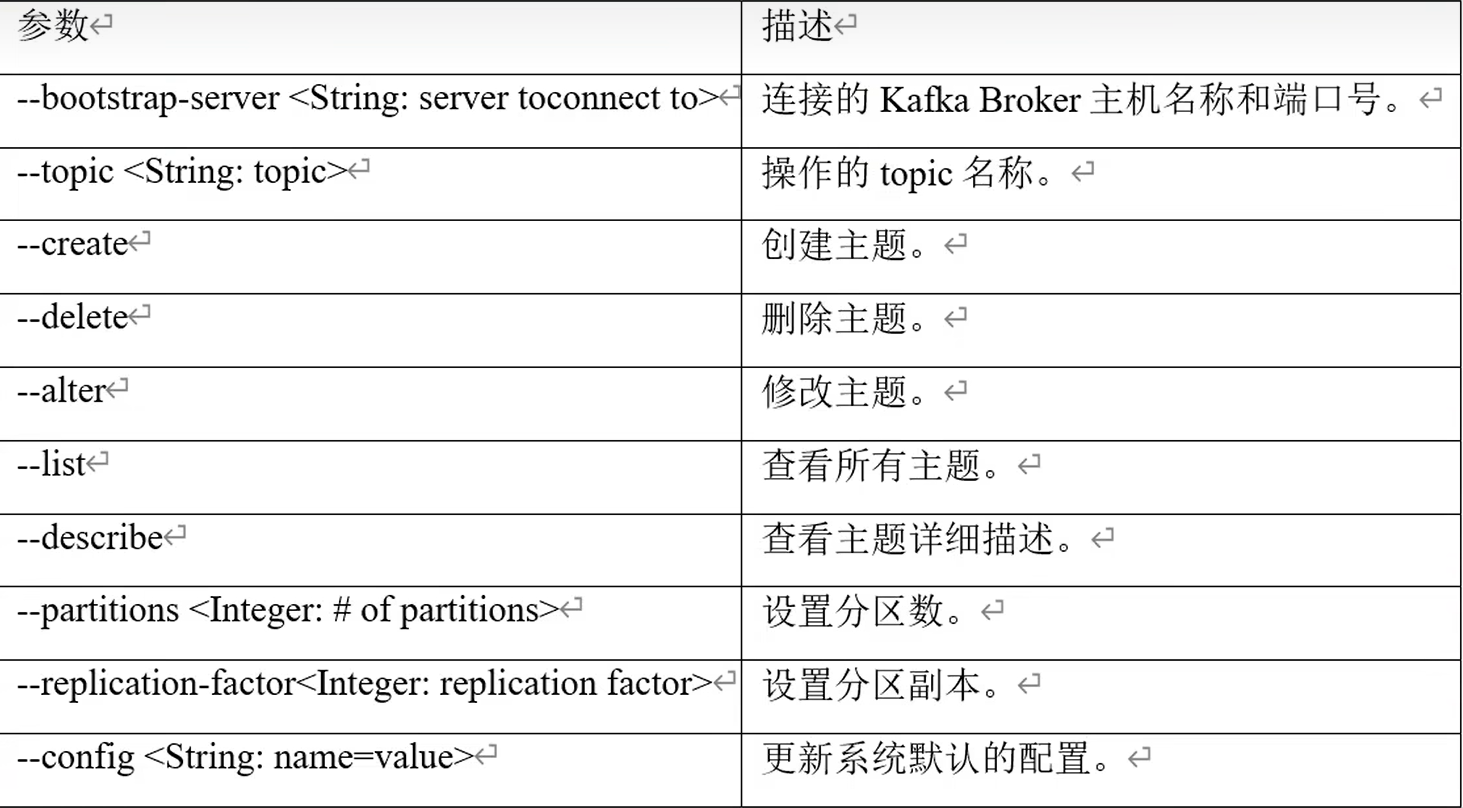 参数
描述
--bootstrap-server <String: server toconnect to>
连接的 Kafka Broker 主机名称和端口号。
--topic <String: topic>
操作的 topic 名称。
--create
创建主题。
--delete
删除主题。
--alter
修改主题。
--list
查看所有主题。
--describe
查看主题详细描述。
--partitions <Integer: # of partitions>
设置分区数。
--replication-factor<Integer: replication factor>
设置分区副本。
--config <String: name=value>
更新系统默认的配置。